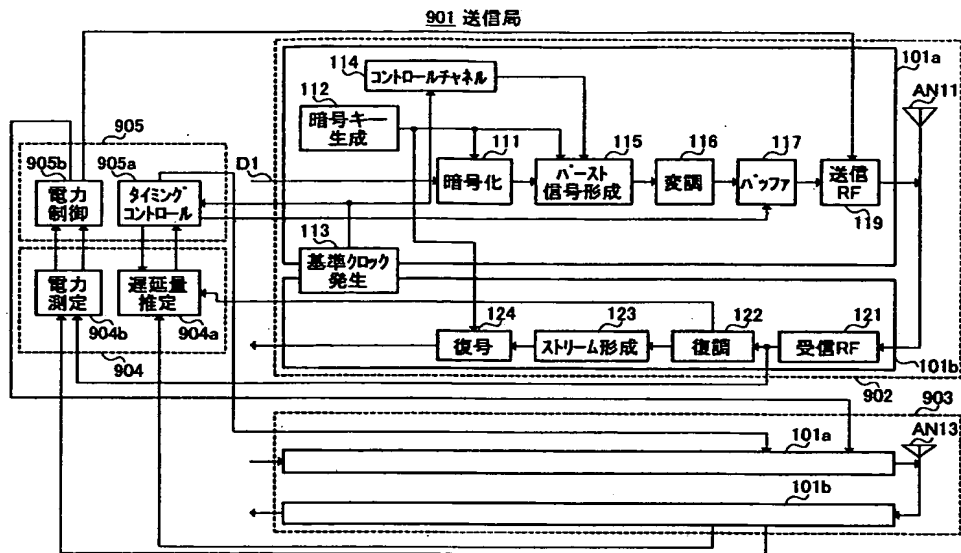 901 送信局
101a
114
コントロールチャネル
AN11
112
暗号キー
生成
905
905b
905a
電力
制御
タイミング
コントロール
D1
111
暗号化
115
バースト
信号形成
116
変調
117
バッファ
送信
RF
119
113
基準クロック
発生
電力
測定
904b
遅延量
推定
904a
904
124
復号
123
ストリーム形成
122
復調
121
受信RF
101b
902
903
AN13
101a
101b